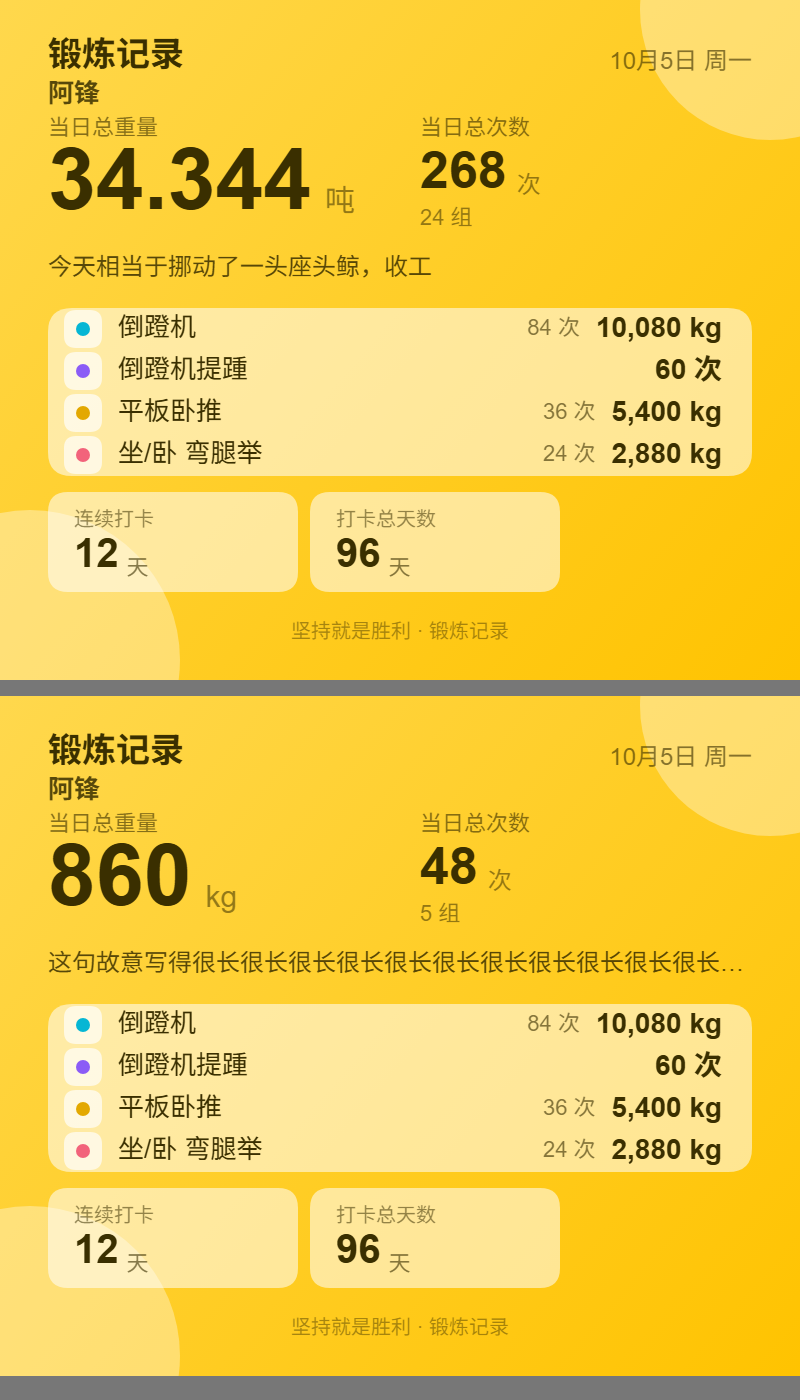 锻炼记录
10月5日 周一
阿锋
当日总重量
当日总次数
34.344 吨
268 次
24 组
今天相当于挪动了一头座头鲸，收工
倒蹬机 84 次 10,080 kg
倒蹬机提踵 60 次
平板卧推 36 次 5,400 kg
坐/卧 弯腿举 24 次 2,880 kg
连续打卡
打卡总天数
12 天
96 天
坚持就是胜利 · 锻炼记录
锻炼记录
10月5日 周一
阿锋
当日总重量
当日总次数
860 kg
48 次
5 组
这句故意写得很长很长很长很长很长很长很长很长很长很长很长…
倒蹬机 84 次 10,080 kg
倒蹬机提踵 60 次
平板卧推 36 次 5,400 kg
坐/卧 弯腿举 24 次 2,880 kg
连续打卡
打卡总天数
12 天
96 天
坚持就是胜利 · 锻炼记录